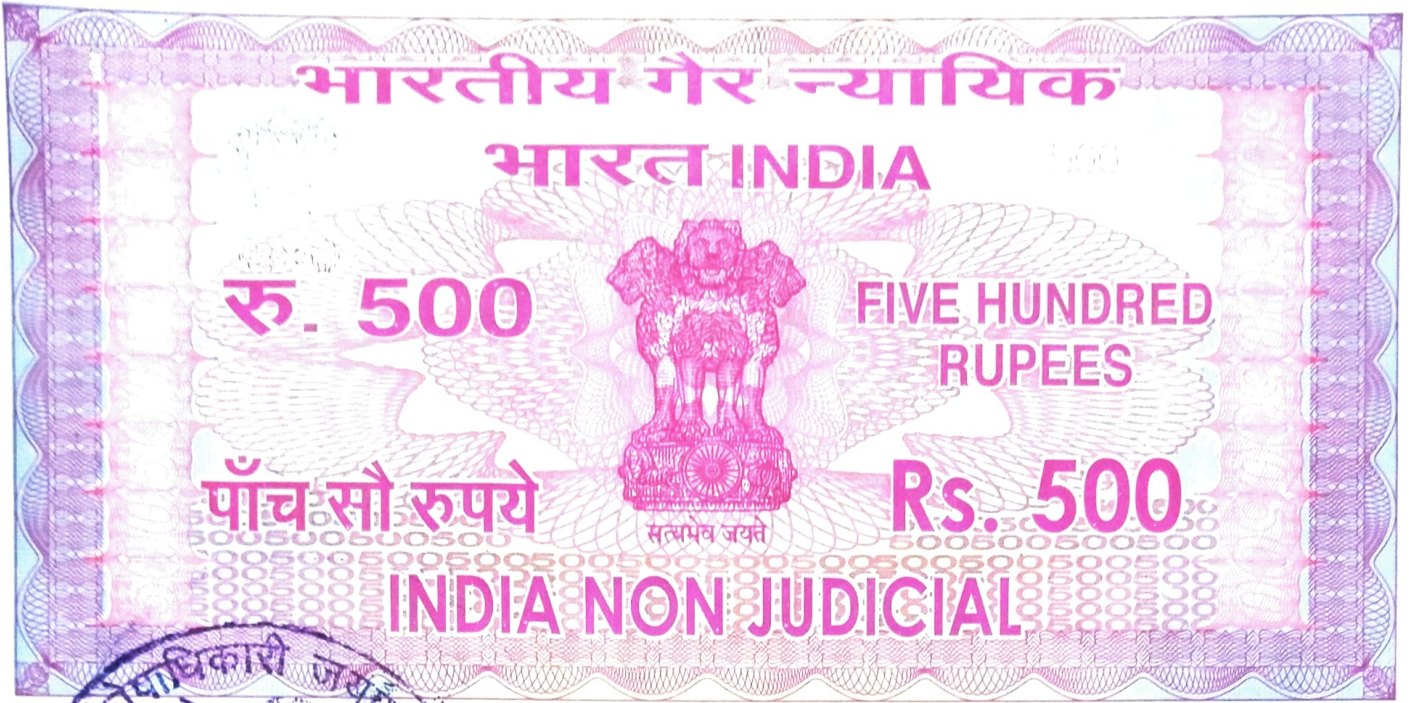 भारतीय गैर न्यायिक
भारत INDIA
रु. 500
FIVE HUNDRED
RUPEES
पाँच सौ रुपये
Rs. 500
सत्यमेव जयते
INDIA NON JUDICIAL